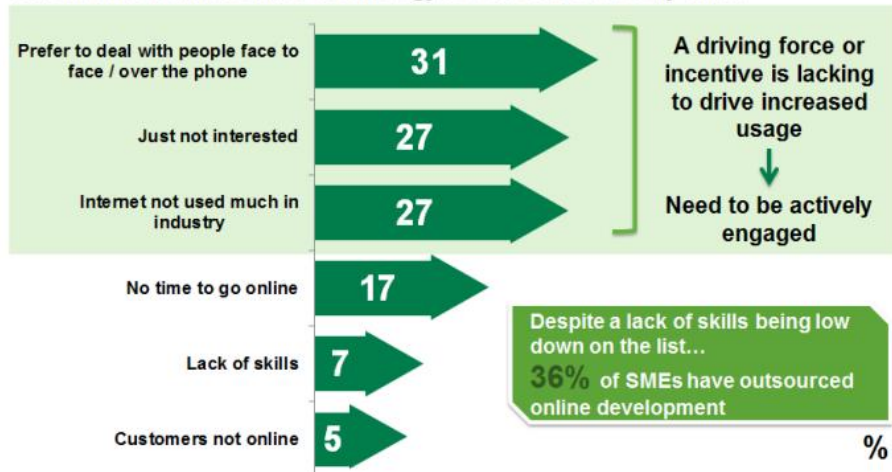 Prefer to deal with people face to
face / over the phone
31
Just not interested
27
Internet not used much in
industry
27
A driving force or
incentive is lacking
to drive increased
usage
Need to be actively
engaged
No time to go online
17
Lack of skills
7
Customers not online
5
Despite a lack of skills being low
down on the list...
36% of SMEs have outsourced
online development
%